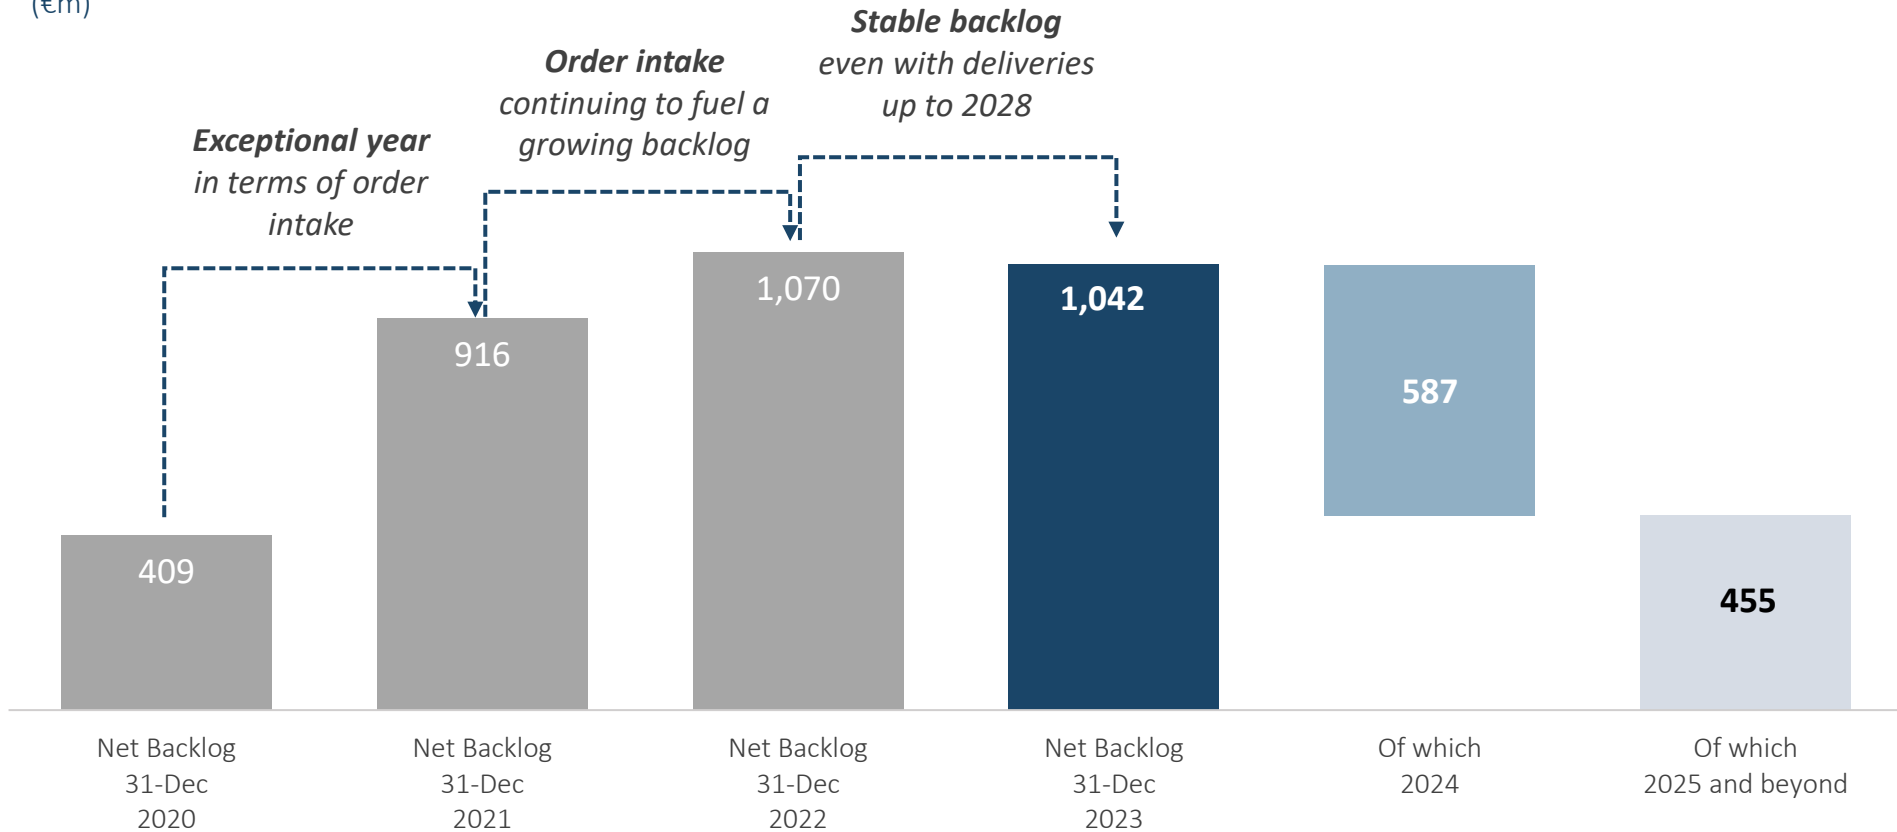 (€m)
Stable backlog
even with deliveries
up to 2028
Order intake
continuing to fuel a
growing backlog
Exceptional year
in terms of order
intake
409
916
1,070
1,042
587
455
Net Backlog
31-Dec
2020
Net Backlog
31-Dec
2021
Net Backlog
31-Dec
2022
Net Backlog
31-Dec
2023
Of which
2024
Of which
2025 and beyond